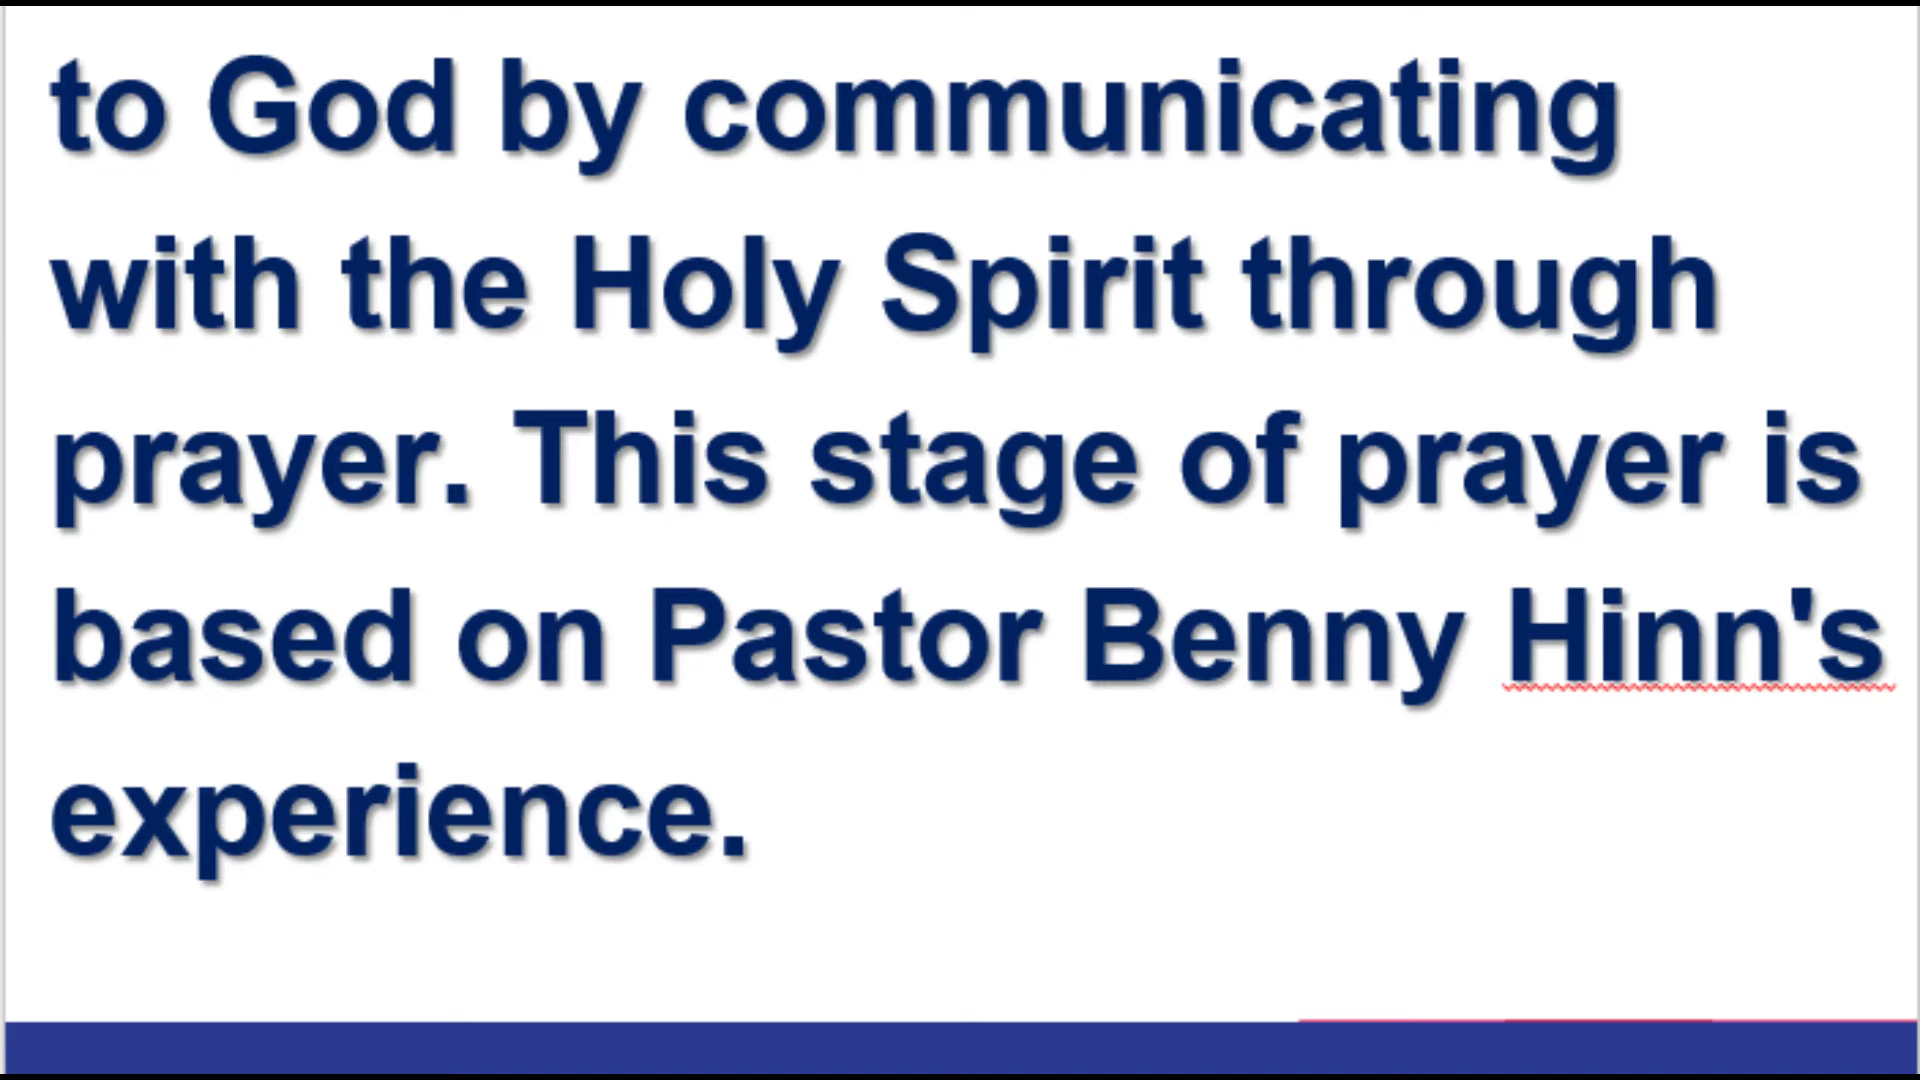 to God by communicating
with the Holy Spirit through
prayer. This stage of prayer is
based on Pastor Benny Hinn's
experience.